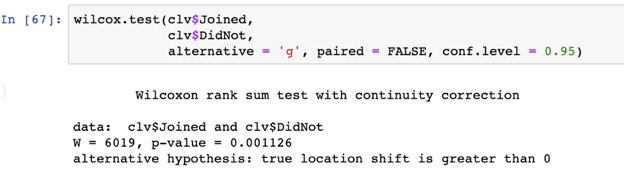 In [67]: wilcox.test(clv$Joined,
clv$DidNot,
alternative = 'g', paired = FALSE, conf.level = 0.95)
Wilcoxon rank sum test with continuity correction
data:  clv$Joined and clv$DidNot
W = 6019, p-value = 0.001126
alternative hypothesis: true location shift is greater than 0